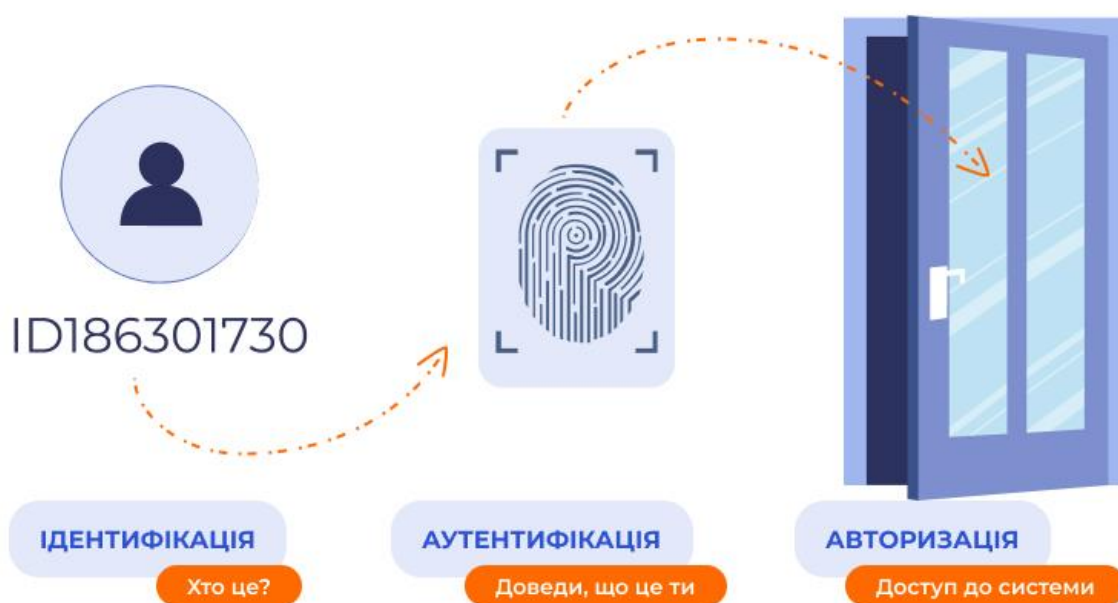 ID186301730
ІДЕНТИФІКАЦІЯ
Хто це?
АУТЕНТИФІКАЦІЯ
Доведи, що це ти
АВТОРИЗАЦІЯ
Доступ до системи